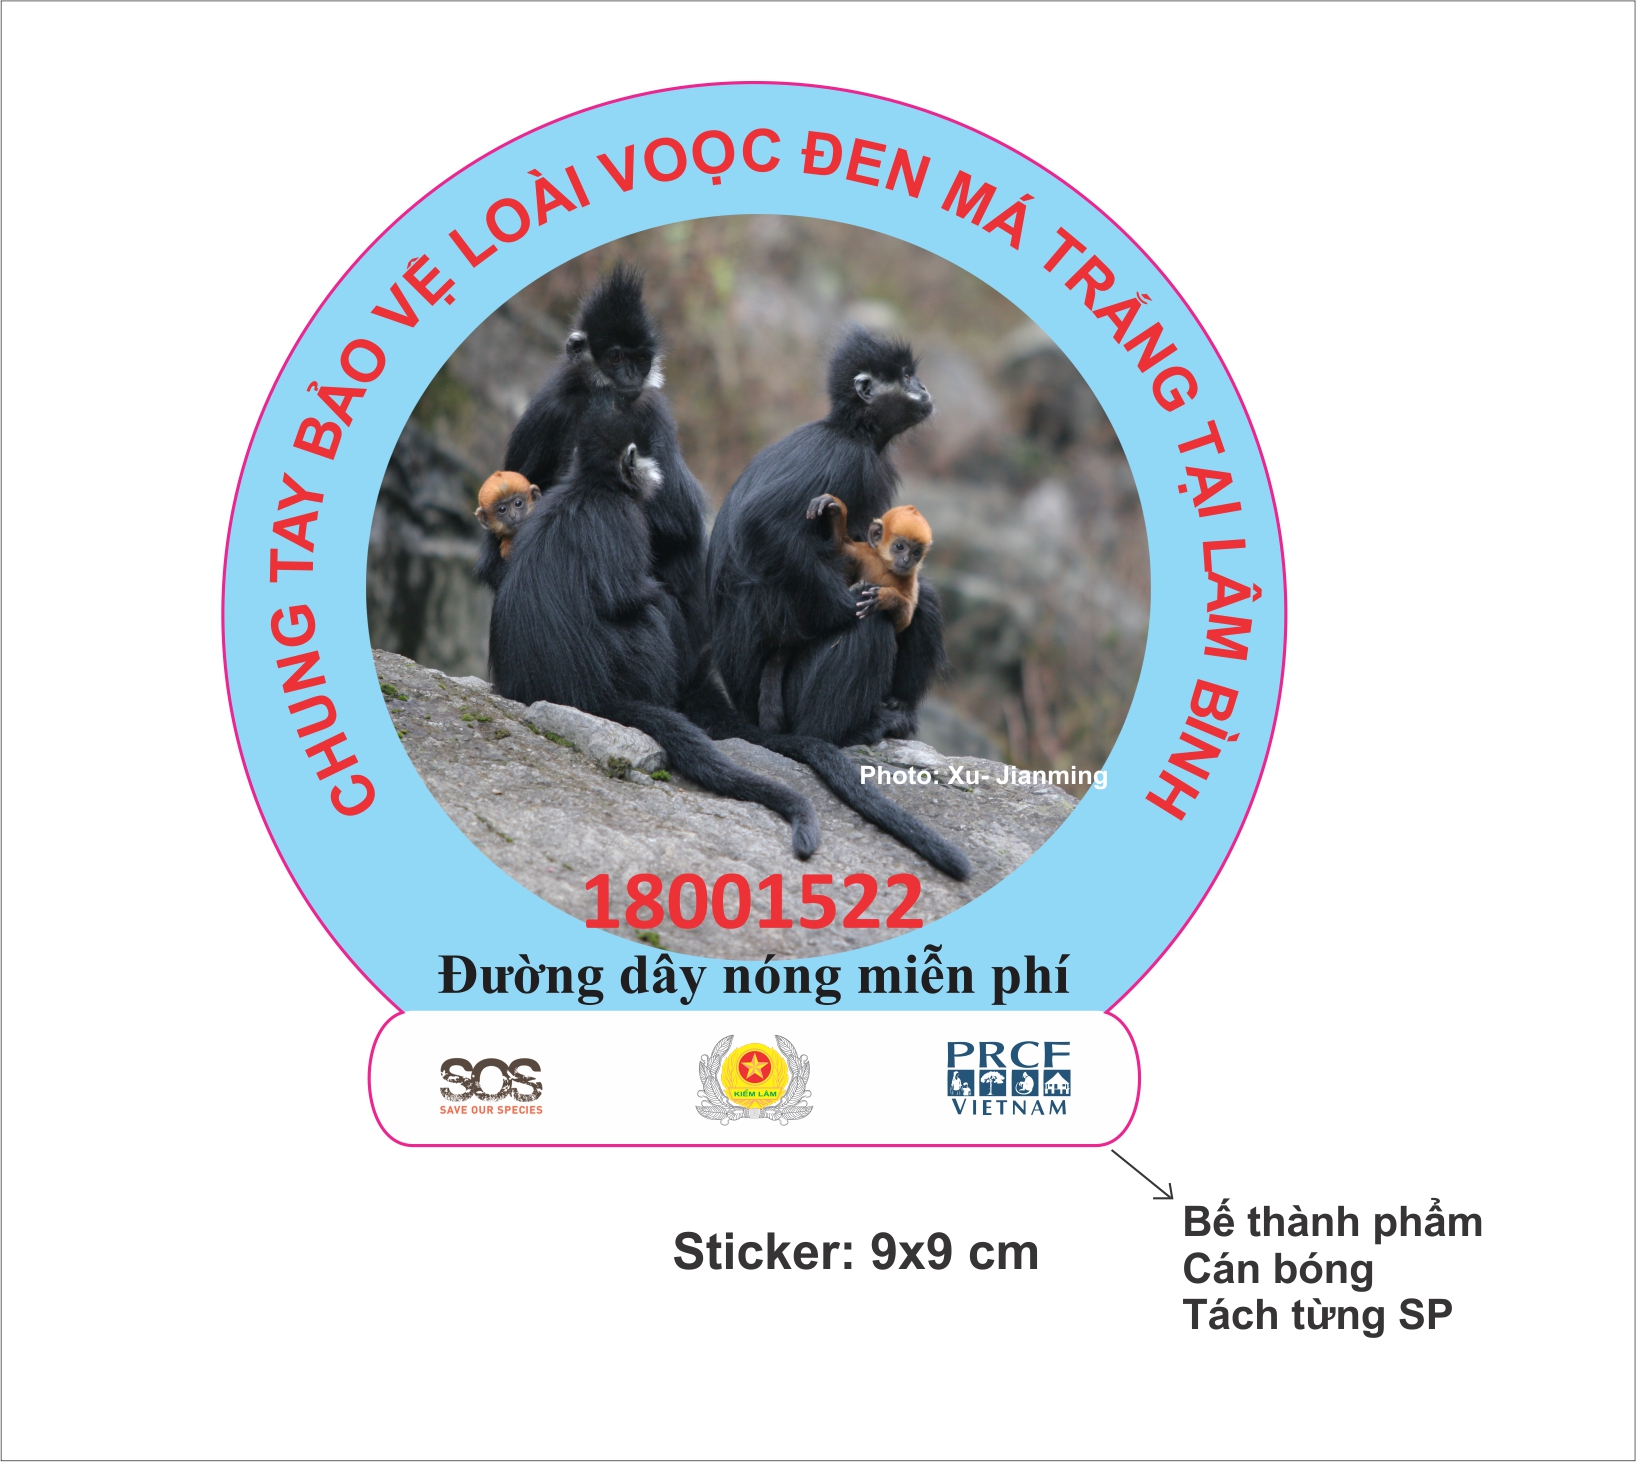 CHUNG TAY BẢO VỆ LOÀI VOỌC ĐEN MÁ TRẮNG TẠI LÂM BÌNH
Photo: Xu- Jianming
18001522
Đường dây nóng miễn phí
SOS
SAVE OUR SPECIES
KIỂM LÂM
PRCF
VIETNAM
Sticker: 9x9 cm
Bế thành phẩm
Cán bóng
Tách từng SP